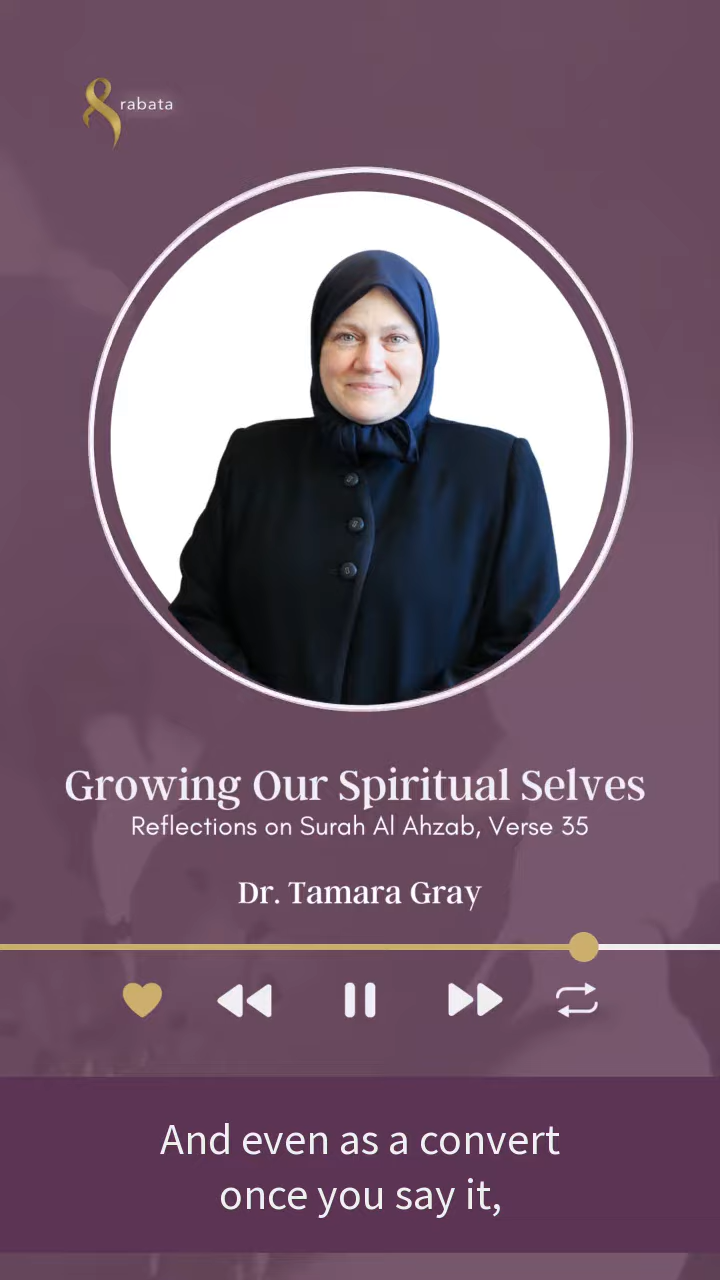 rabata
Growing Our Spiritual Selves
Reflections on Surah Al Ahzab, Verse 35
Dr. Tamara Gray
And even as a convert
once you say it,